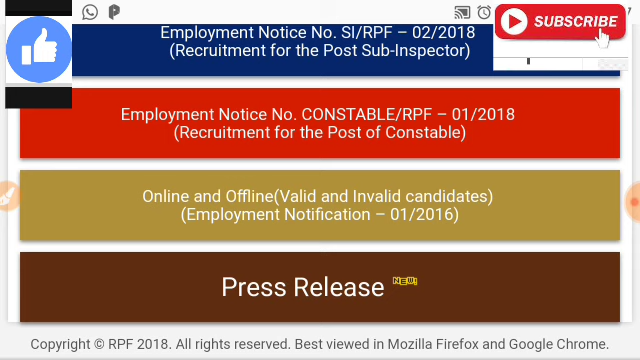 Employment Notice No. SI/RPF – 02/2018
(Recruitment for the Post Sub-Inspector)
SUBSCRIBE
Employment Notice No. CONSTABLE/RPF – 01/2018
(Recruitment for the Post of Constable)
Online and Offline(Valid and Invalid candidates)
(Employment Notification – 01/2016)
Press Release NEW!
Copyright © RPF 2018. All rights reserved. Best viewed in Mozilla Firefox and Google Chrome.